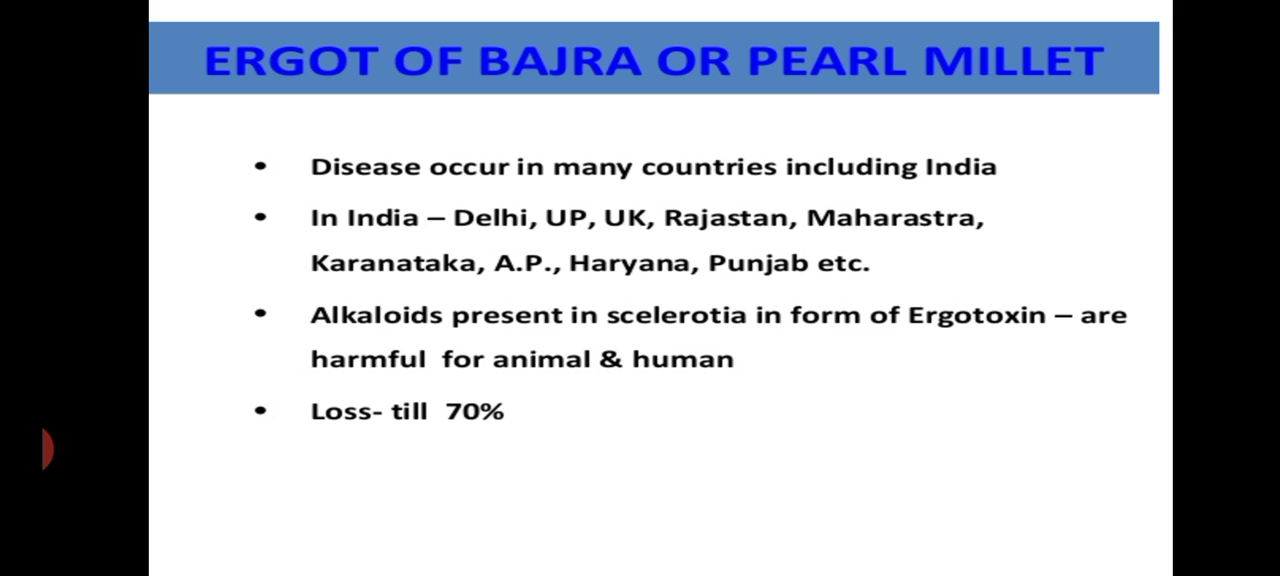 ERGOT OF BAJRA OR PEARL MILLET
• Disease occur in many countries including India
• In India – Delhi, UP, UK, Rajastan, Maharastra,
Karanataka, A.P., Haryana, Punjab etc.
• Alkaloids present in scelerotia in form of Ergotoxin – are
harmful for animal & human
• Loss- till 70%